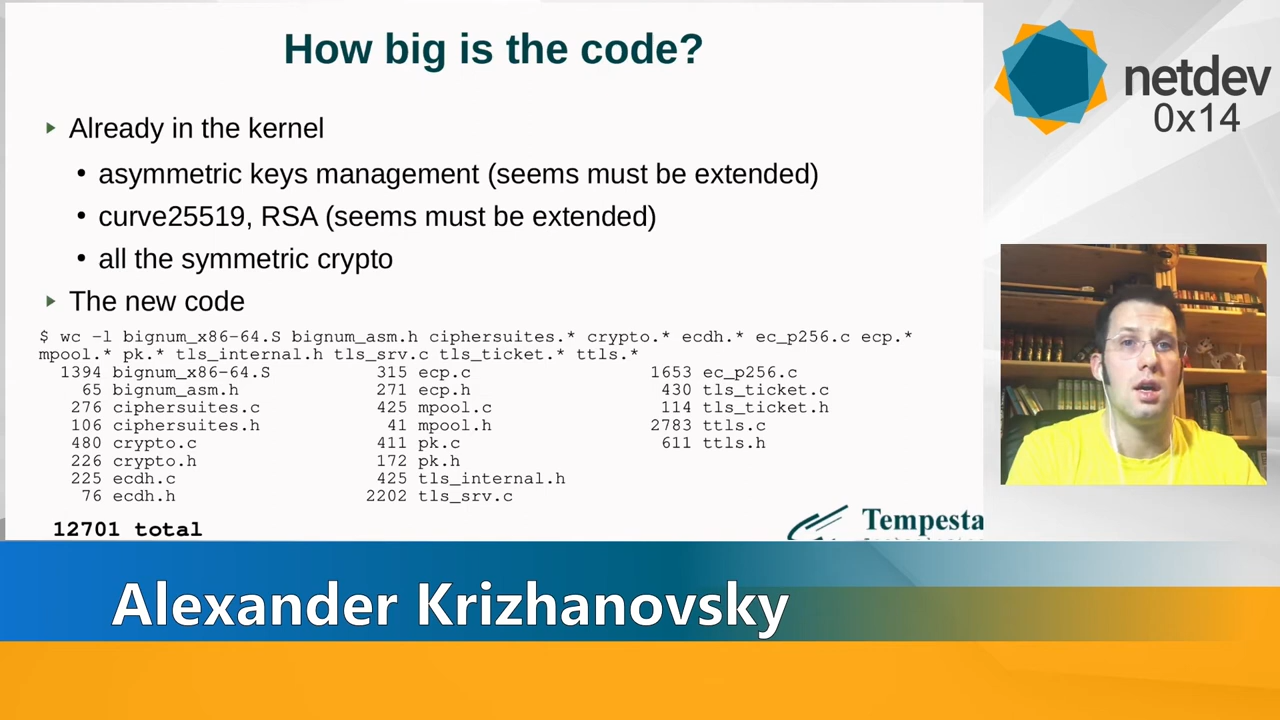 How big is the code?
Already in the kernel
asymmetric keys management (seems must be extended)
curve25519, RSA (seems must be extended)
all the symmetric crypto
The new code
$ wc -l bignum_x86-64.S bignum_asm.h ciphersuites.* crypto.* ecdh.* ec_p256.c ecp.*
mpool.* pk.* tls_internal.h tls_srv.c tls_ticket.* ttls.*
1394 bignum_x86-64.S
65 bignum_asm.h
276 ciphersuites.c
106 ciphersuites.h
480 crypto.c
226 crypto.h
225 ecdh.c
76 ecdh.h
315 ecp.c
271 ecp.h
425 mpool.c
41 mpool.h
411 pk.c
172 pk.h
425 tls_internal.h
2202 tls_srv.c
1653 ec_p256.c
430 tls_ticket.c
114 tls_ticket.h
2783 ttls.c
611 ttls.h
12701 total
Tempesta
netdev
0x14
Alexander Krizhanovsky